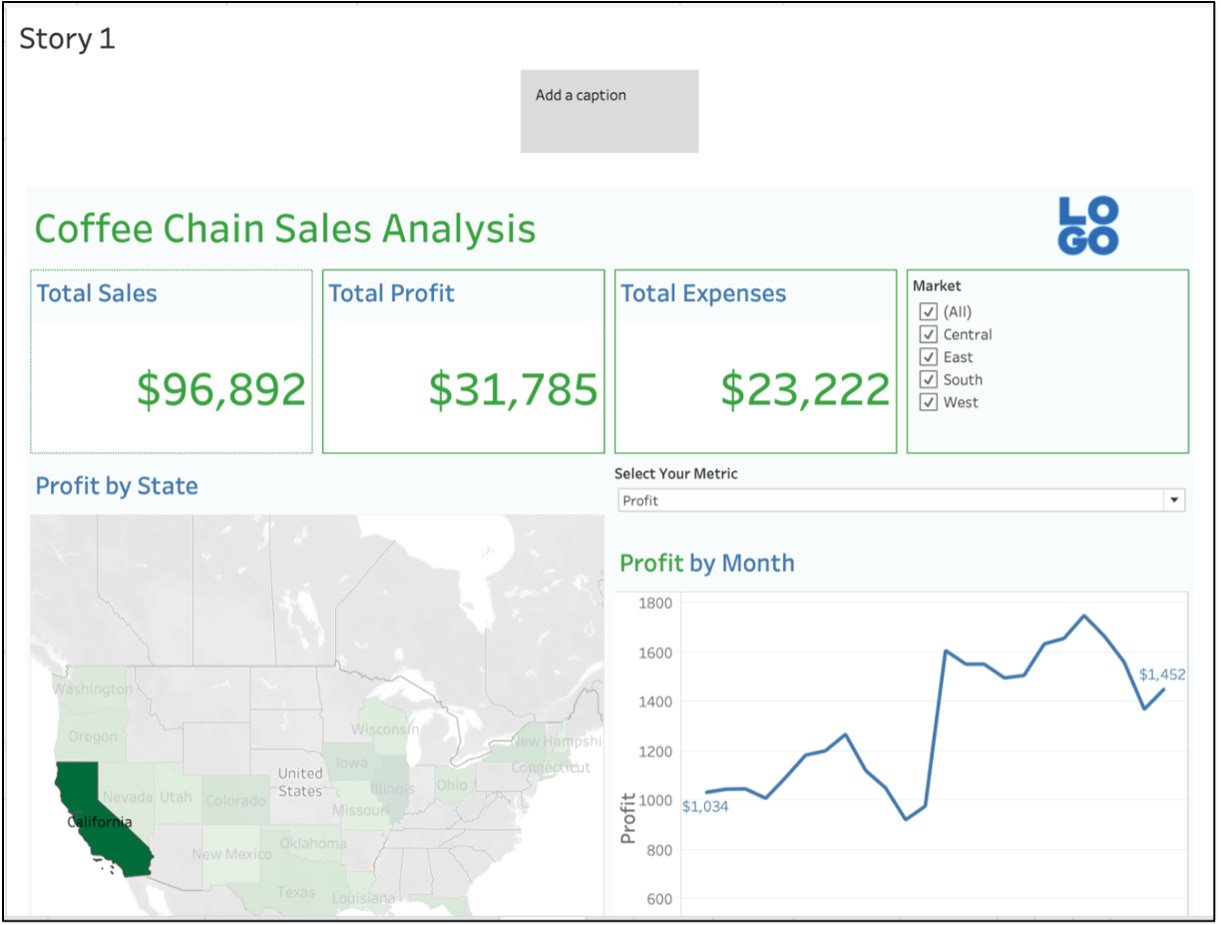 Story 1
Add a caption
Coffee Chain Sales Analysis
LO
GO
Total Sales
$96,892
Total Profit
$31,785
Total Expenses
$23,222
Market
(All)
Central
East
South
West
Profit by State
Washington
Oregon
Nevada
Utah
Colorado
California
New Mexico
United
States
Wisconsin
Iowa
Illinois
Missouri
Ohio
Oklahoma
Texas
Louisiana
New Hampshi
Connecticut
Select Your Metric
Profit
Profit by Month
Profit
1800
1600
1400
1200
1000
800
600
$1,034
$1,452